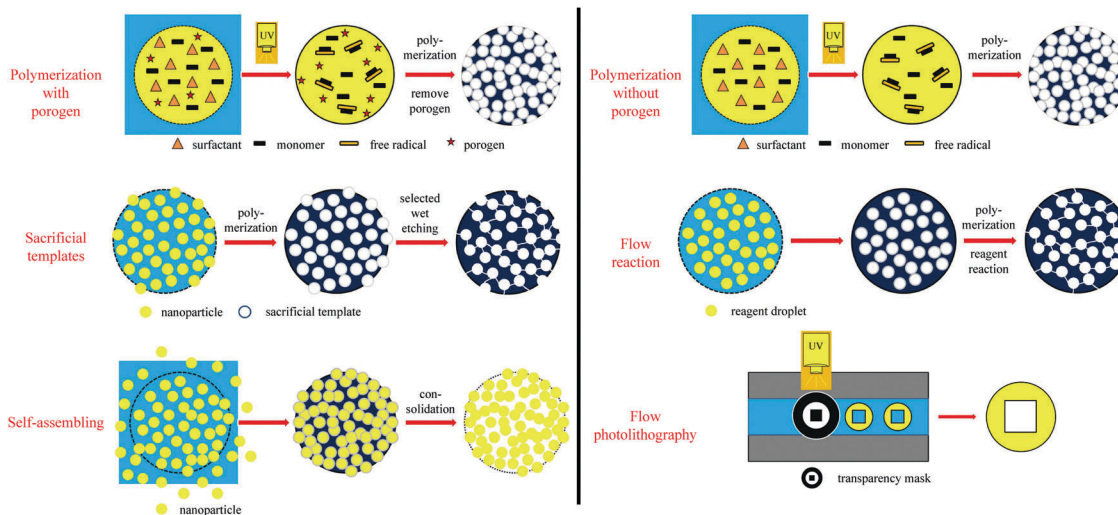 UV
poly-
merization
remove
porogen
Polymerization
with
porogen
surfactant monomer free radical porogen
poly-
merization
selected
wet
etching
Sacrificial
templates
nanoparticle sacrificial template
con-
solidation
Self-assembling
nanoparticle
UV
poly-
merization
Polymerization
without
porogen
surfactant monomer free radical
poly-
merization
reagent
reaction
Flow
reaction
reagent droplet
UV
Flow
photolithography
transparency mask